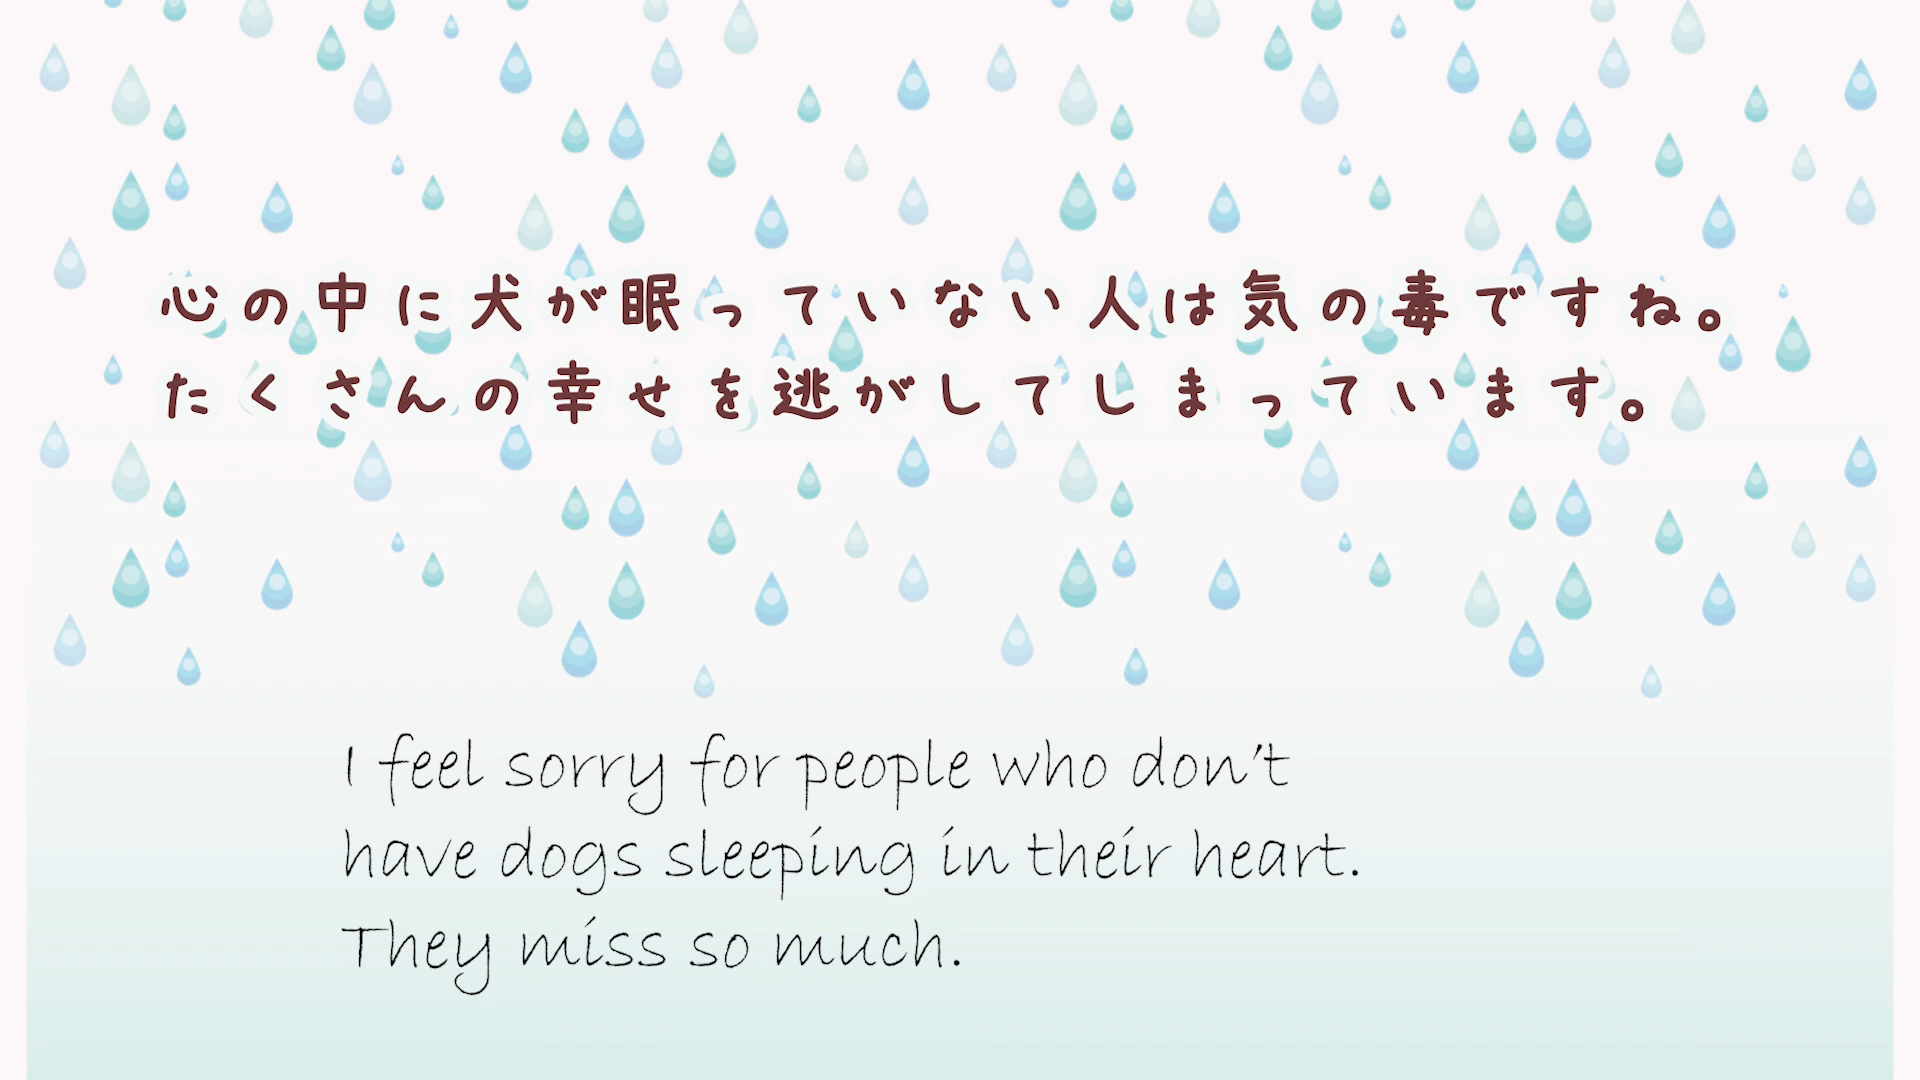 心の中に犬が眠っていない人は気の毒ですね。
たくさんの幸せを逃がしてしまっています。
I feel sorry for people who don't
have dogs sleeping in their heart.
They miss so much.